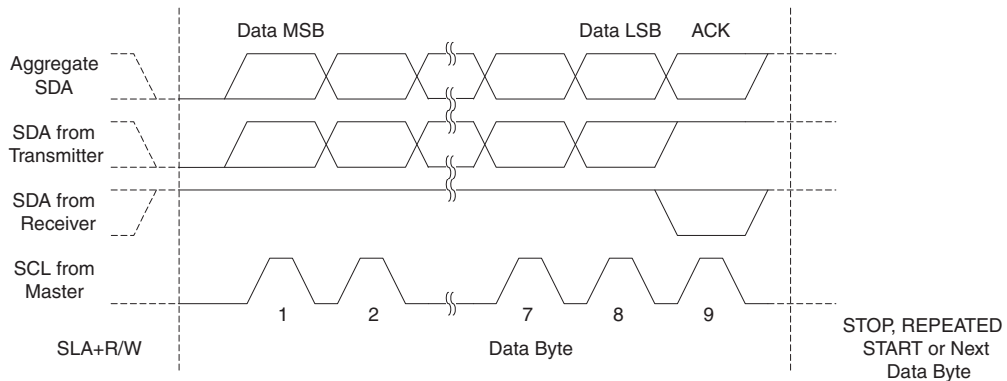 Data MSB
Data LSB
ACK
Aggregate
SDA
SDA from
Transmitter
SDA from
Receiver
SCL from
Master
1
2
7
8
9
SLA+R/W
Data Byte
STOP, REPEATED
START or Next
Data Byte